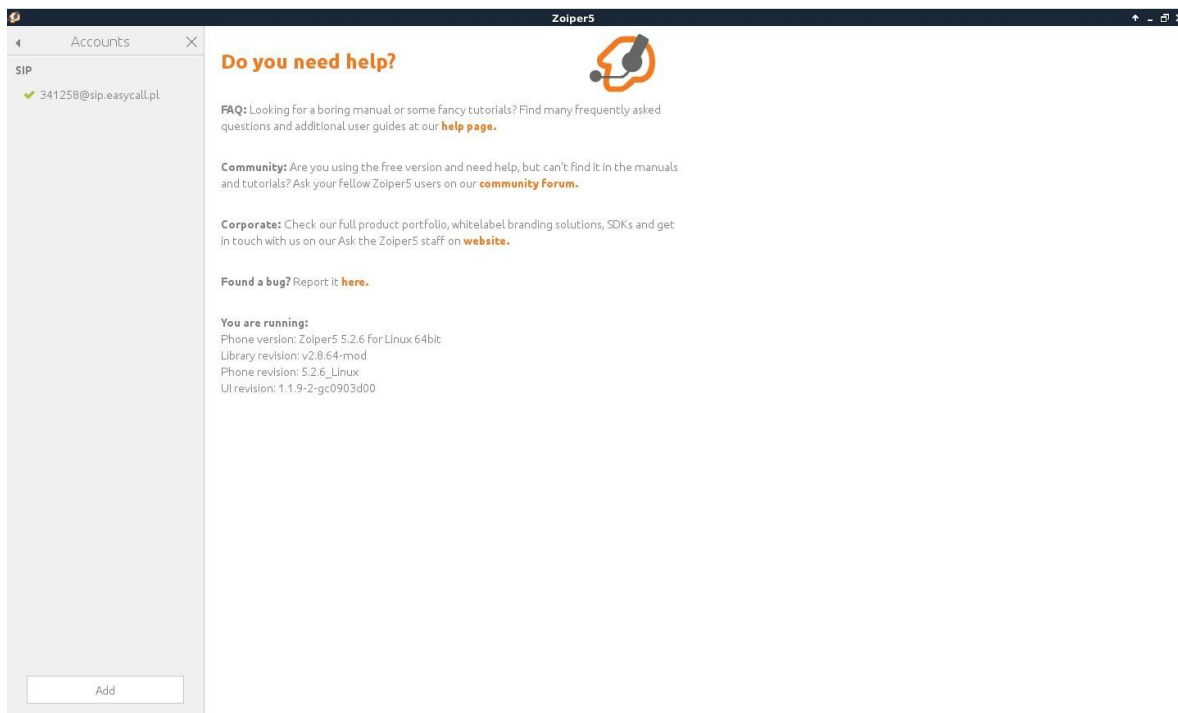 Zoiper5
Accounts
SIP
341258@sip.easycall.pl
Add
Do you need help?
FAQ: Looking for a boring manual or some fancy tutorials? Find many frequently asked
questions and additional user guides at our help page.
Community: Are you using the free version and need help, but can't find it in the manuals
and tutorials? Ask your fellow Zoiper5 users on our community forum.
Corporate: Check our full product portfolio, whitelabel branding solutions, SDKs and get
in touch with us on our Ask the Zoiper5 staff on website.
Found a bug? Report it here.
You are running:
Phone version: Zoiper5 5.2.6 for Linux 64bit
Library revision: v2.8.64-mod
Phone revision: 5.2.6_Linux
UI revision: 1.1.9-2-gc0903d00